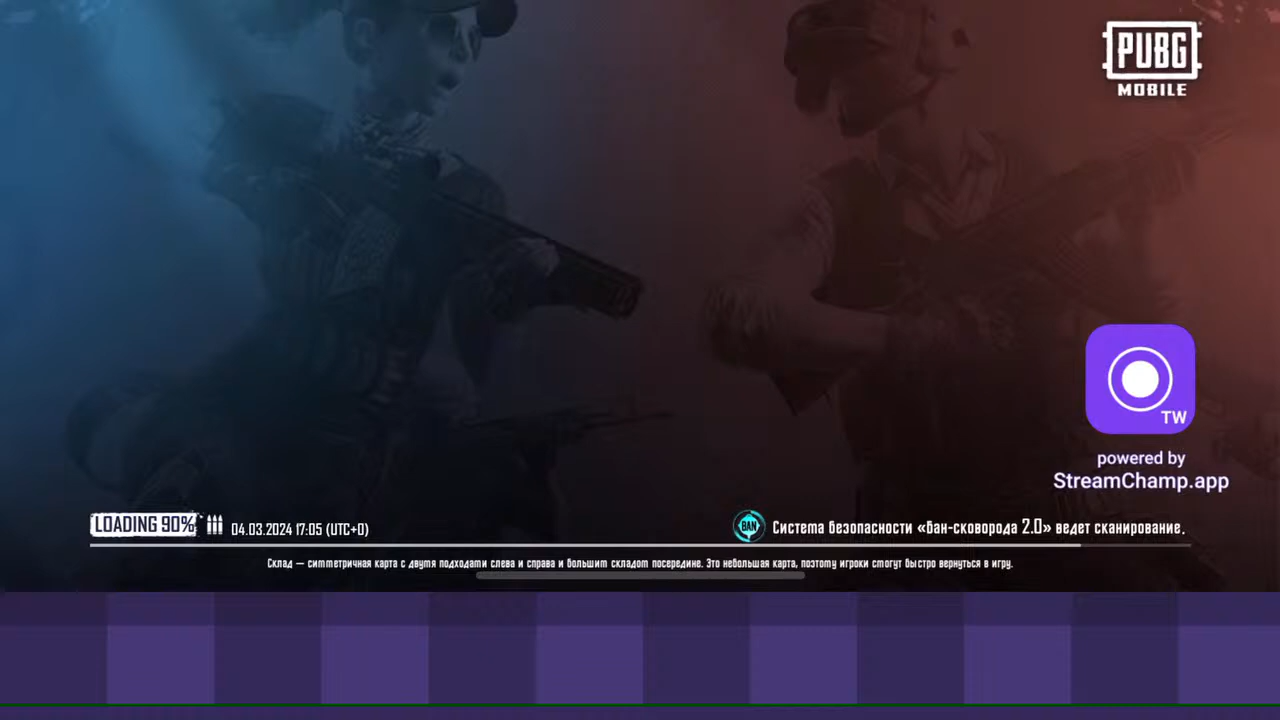 PUBG
MOBILE
TW
powered by
StreamChamp.app
LOADING 90%
04.03.2024 17:05 (UTC+0)
BAN
Система безопасности «бан-сковорода 2.0» ведет сканирование.
Склад — симметричная карта с двумя подходами слева и справа и большим складом посередине. Это небольшая карта, поэтому игроки смогут быстро вернуться в игру.